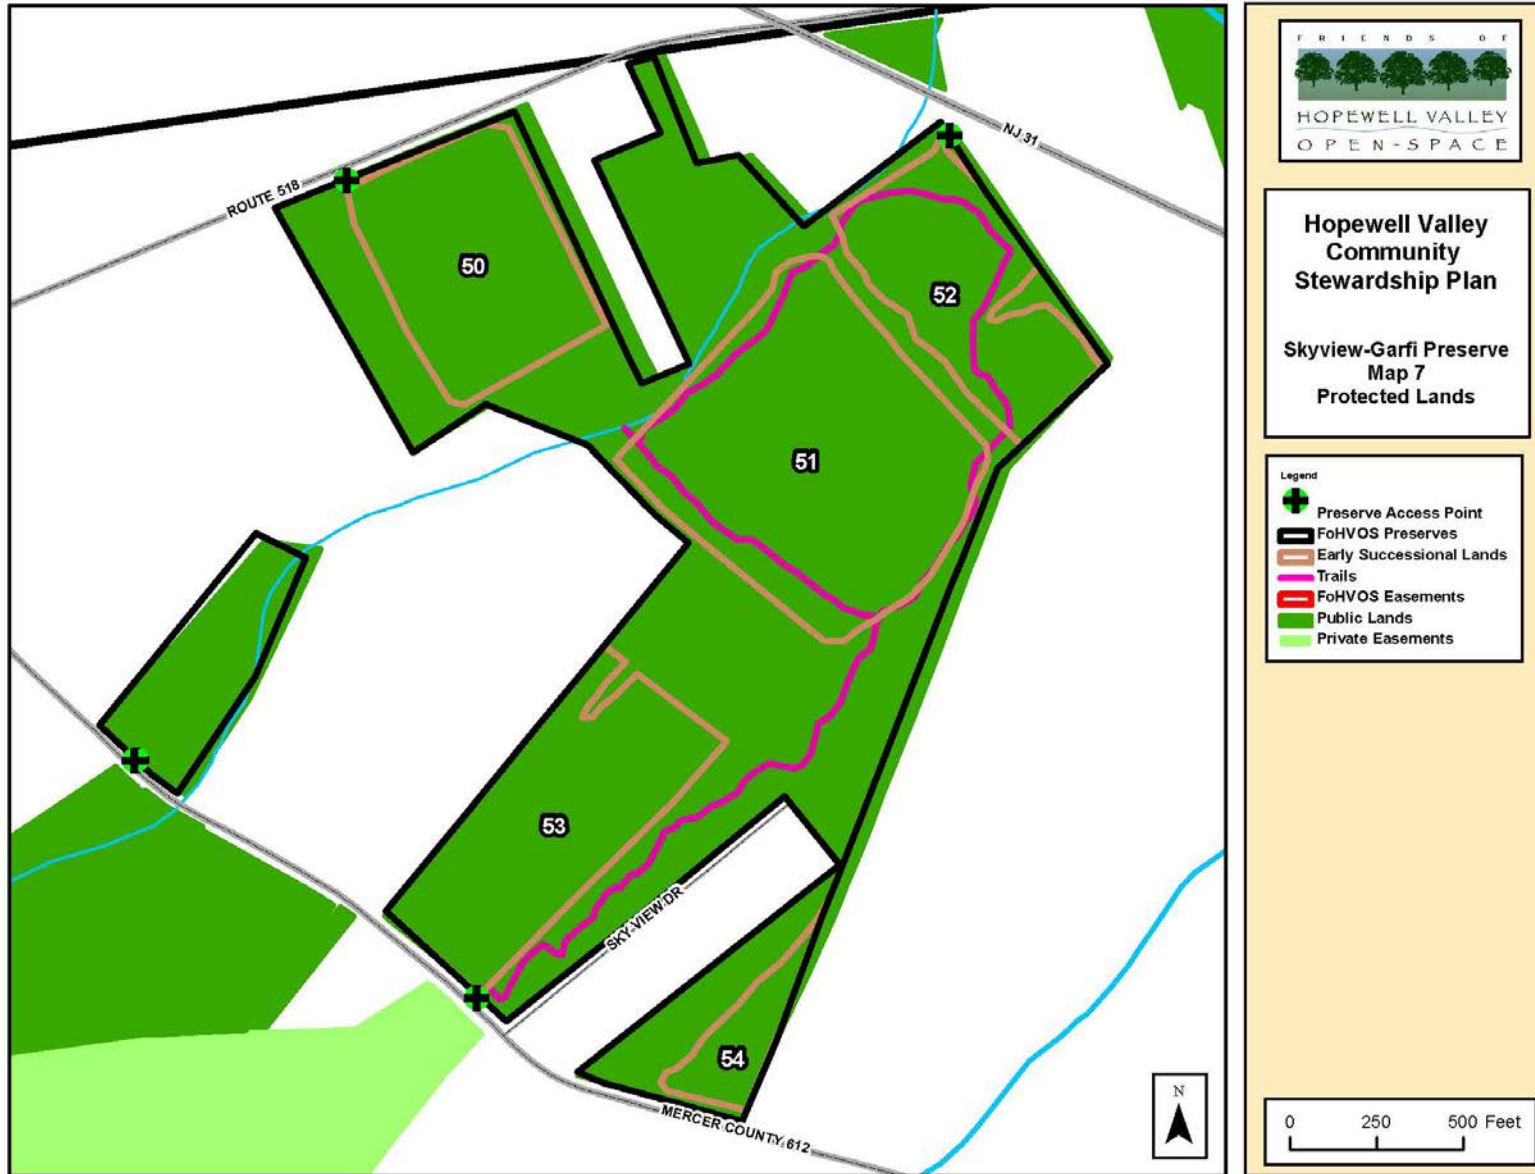 ROUTE 518
NJ 31
50
52
51
53
SKY VIEW DR
54
MERCER COUNTY 612
N
FRIENDS OF
HOPEWELL VALLEY
OPEN-SPACE
Hopewell Valley
Community
Stewardship Plan
Skyview-Garfi Preserve
Map 7
Protected Lands
Legend
Preserve Access Point
FoHVOS Preserves
Early Successional Lands
Trails
FoHVOS Easements
Public Lands
Private Easements
0 250 500 Feet